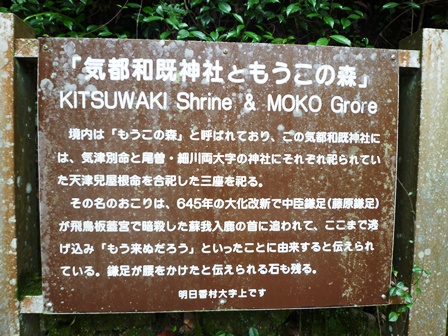 「気都和既神社ともうこの森」
KITSUWAKI Shrine & MOKO Grore
境内は「もうこの森」と呼ばれており、この気都和既神社に
は、気津別命と尾曽・細川両大字の神社にそれぞれ祀られてい
た天津兒屋根命を合祀した三座を祀る。
その名のおこりは、645年の大化改新で中臣鎌足(藤原鎌足)
が飛鳥板蓋宮で暗殺した蘇我入鹿の首に追われて、ここまで逃
げ込み「もう来ぬだろう」といったことに由来すると伝えられ
ている。鎌足が腰をかけたと伝えられる石も残る。
明日香村大字上です